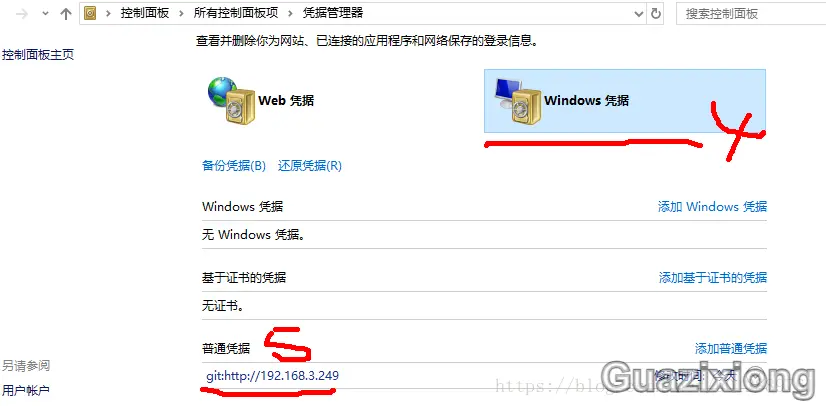 控制面板 › 所有控制面板项 › 凭据管理器
搜索控制面板
控制面板主页
查看并删除你为网站、已连接的应用程序和网络保存的登录信息。
Web 凭据
Windows 凭据
4
备份凭据(B) 还原凭据(R)
Windows 凭据
添加 Windows 凭据
无 Windows 凭据。
基于证书的凭据
添加基于证书的凭据
无证书。
普通凭据
5
添加普通凭据
git:http://192.168.3.249
修改时间: 今天
https://blog
Guazixiong
另请参阅
用户帐户